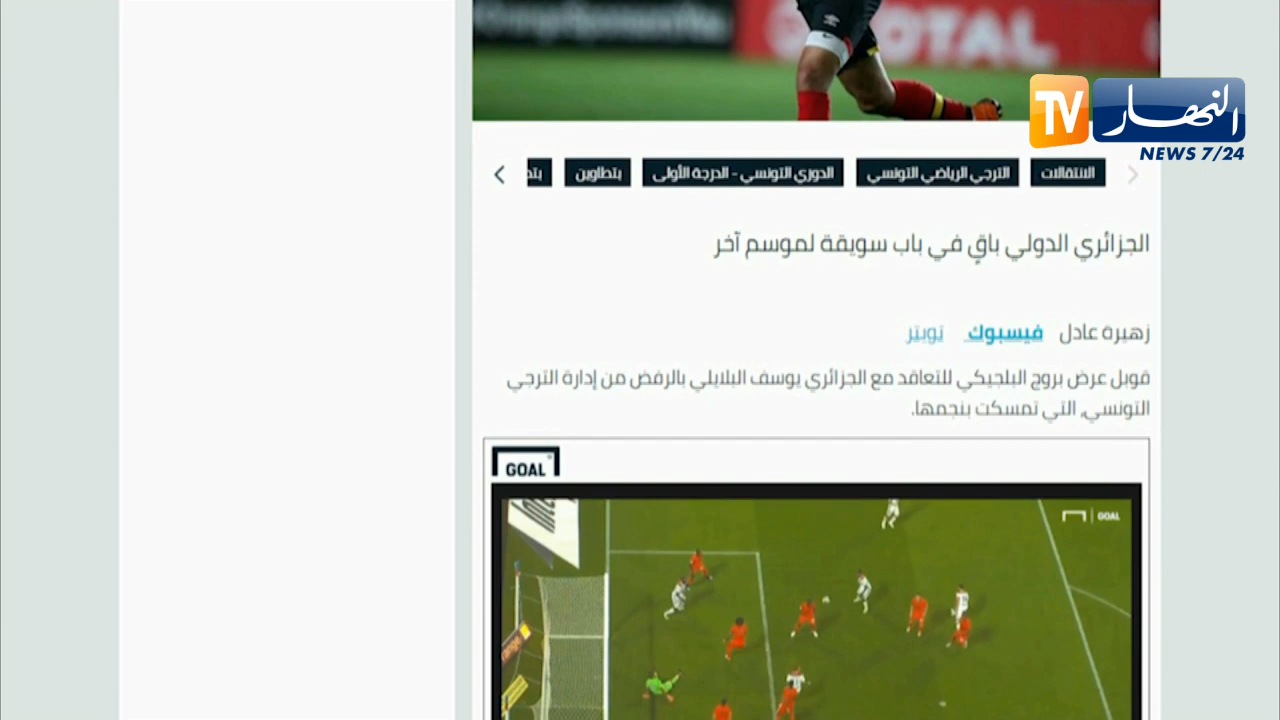 TOTAL
النهار TV
NEWS 7/24
الانتقالات
الترجي الرياضي التونسي
الدوري التونسي - الدرجة الأولى
بتطاوين
الجزائري الدولي باقٍ في باب سويقة لموسم آخر
زهيرة عادل فيسبوك تويتر
قوبل عرض بروج البلجيكي للتعاقد مع الجزائري يوسف البلايلي بالرفض من إدارة الترجي
التونسي، التي تمسكت بنجمها.
GOAL
GOAL
orange